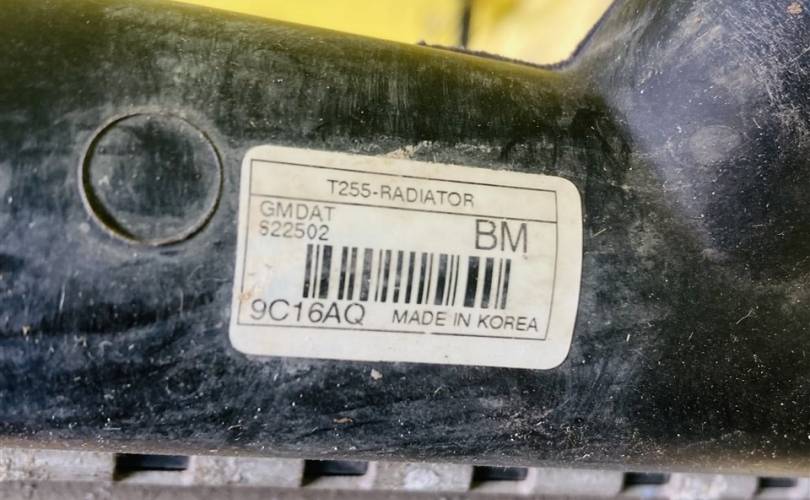 T255-RADIATOR
GMDAT
S22502
BM
9C16AQ MADE IN KOREA